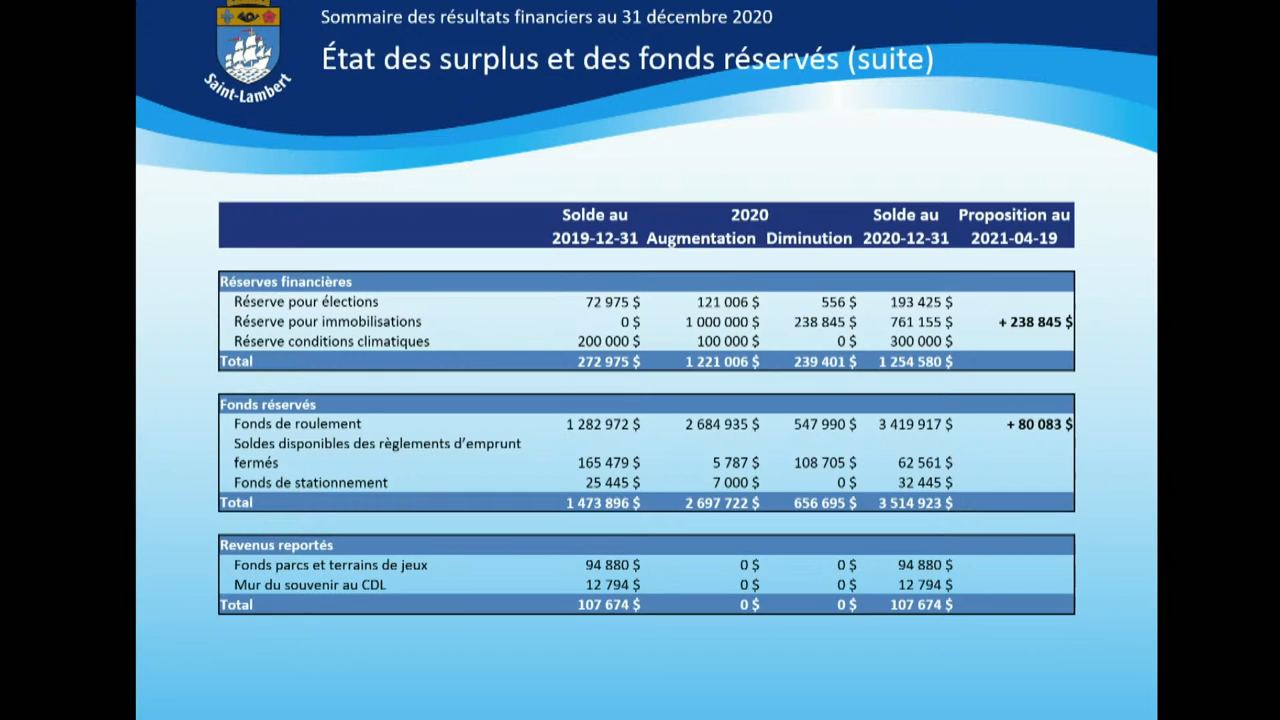 Sommaire des résultats financiers au 31 décembre 2020
État des surplus et des fonds réservés (suite)
Saint-Lambert
Solde au 2020 Solde au Proposition au
2019-12-31 Augmentation Diminution 2020-12-31 2021-04-19
Réserves financières
Réserve pour élections 72 975 $ 121 006 $ 556 $ 193 425 $
Réserve pour immobilisations 0 $ 1 000 000 $ 238 845 $ 761 155 $ + 238 845 $
Réserve conditions climatiques 200 000 $ 100 000 $ 0 $ 300 000 $
Total 272 975 $ 1 221 006 $ 239 401 $ 1 254 580 $
Fonds réservés
Fonds de roulement 1 282 972 $ 2 684 935 $ 547 990 $ 3 419 917 $ + 80 083 $
Soldes disponibles des règlements d'emprunt
fermés 165 479 $ 5 787 $ 108 705 $ 62 561 $
Fonds de stationnement 25 445 $ 7 000 $ 0 $ 32 445 $
Total 1 473 896 $ 2 697 722 $ 656 695 $ 3 514 923 $
Revenus reportés
Fonds parcs et terrains de jeux 94 880 $ 0 $ 0 $ 94 880 $
Mur du souvenir au CDL 12 794 $ 0 $ 0 $ 12 794 $
Total 107 674 $ 0 $ 0 $ 107 674 $